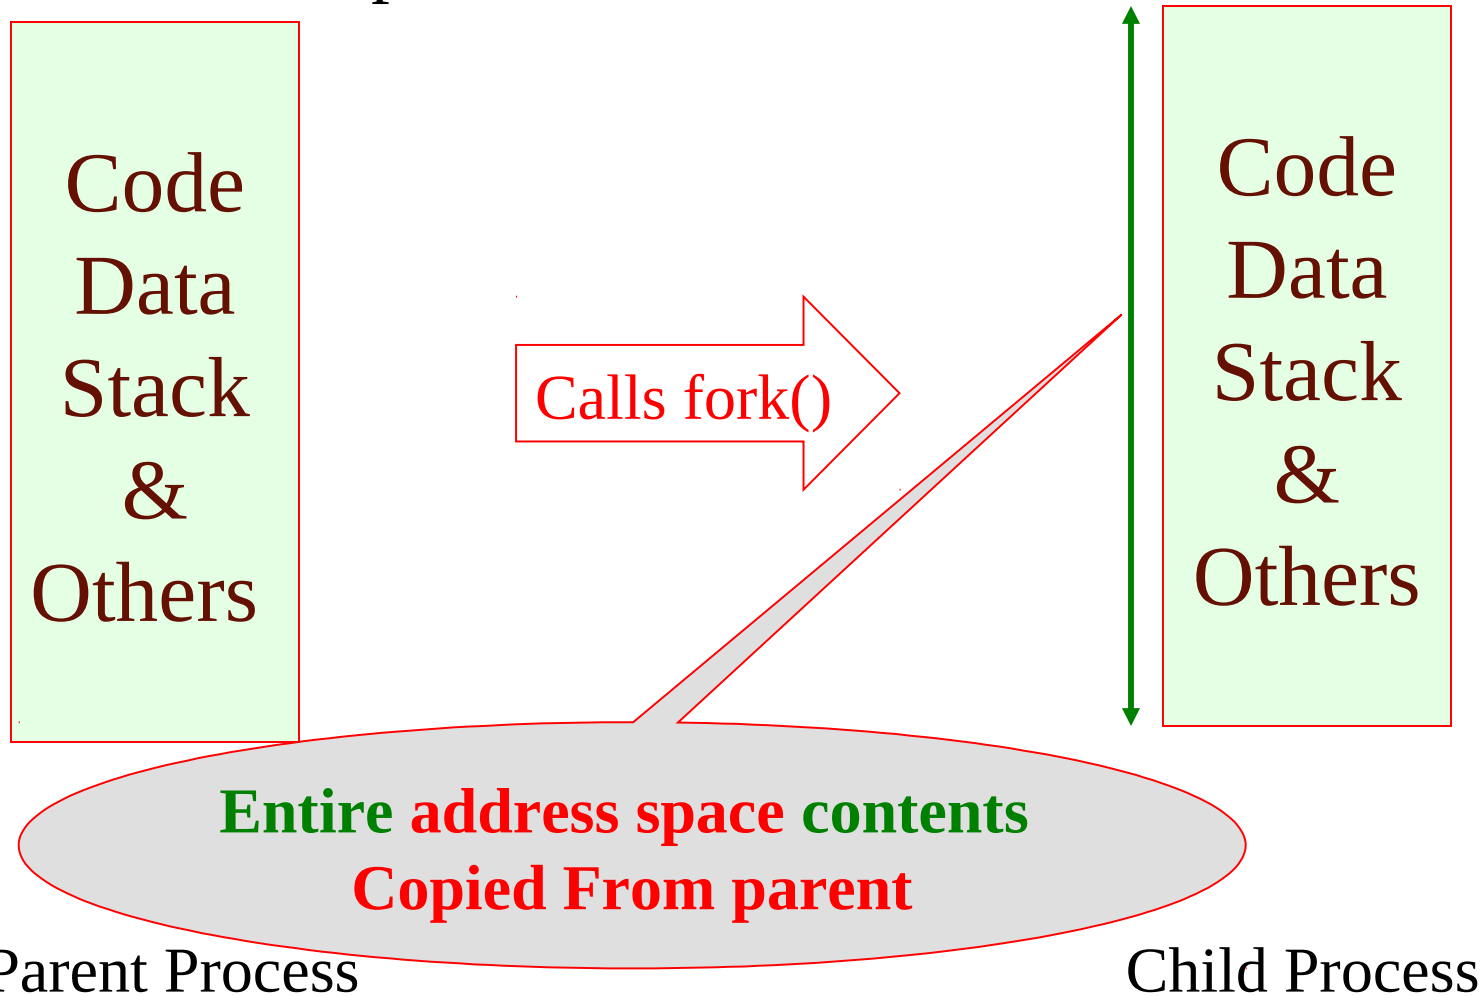 Code
Data
Stack
&
Others
Calls fork()
Code
Data
Stack
&
Others
Entire address space contents
Copied From parent
Parent Process
Child Process